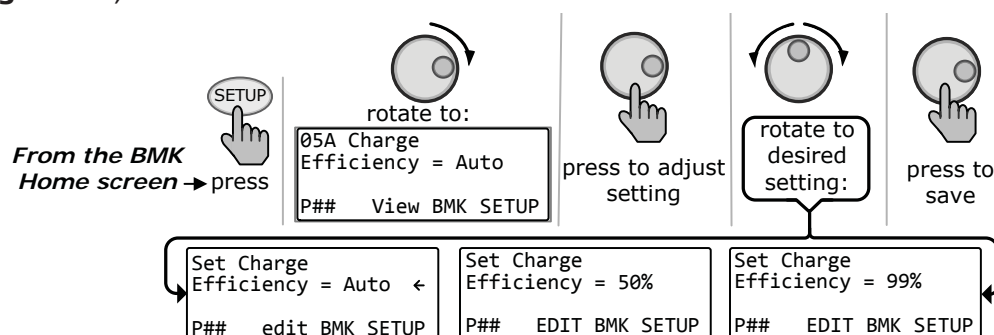 SETUP
From the BMK
Home screen → press
rotate to:
05A Charge
Efficiency = Auto
P## View BMK SETUP
press to adjust
setting
rotate to
desired
setting:
press to
save
Set Charge
Efficiency = Auto ←
P## edit BMK SETUP
Set Charge
Efficiency = 50%
P## EDIT BMK SETUP
Set Charge
Efficiency = 99%
P## EDIT BMK SETUP